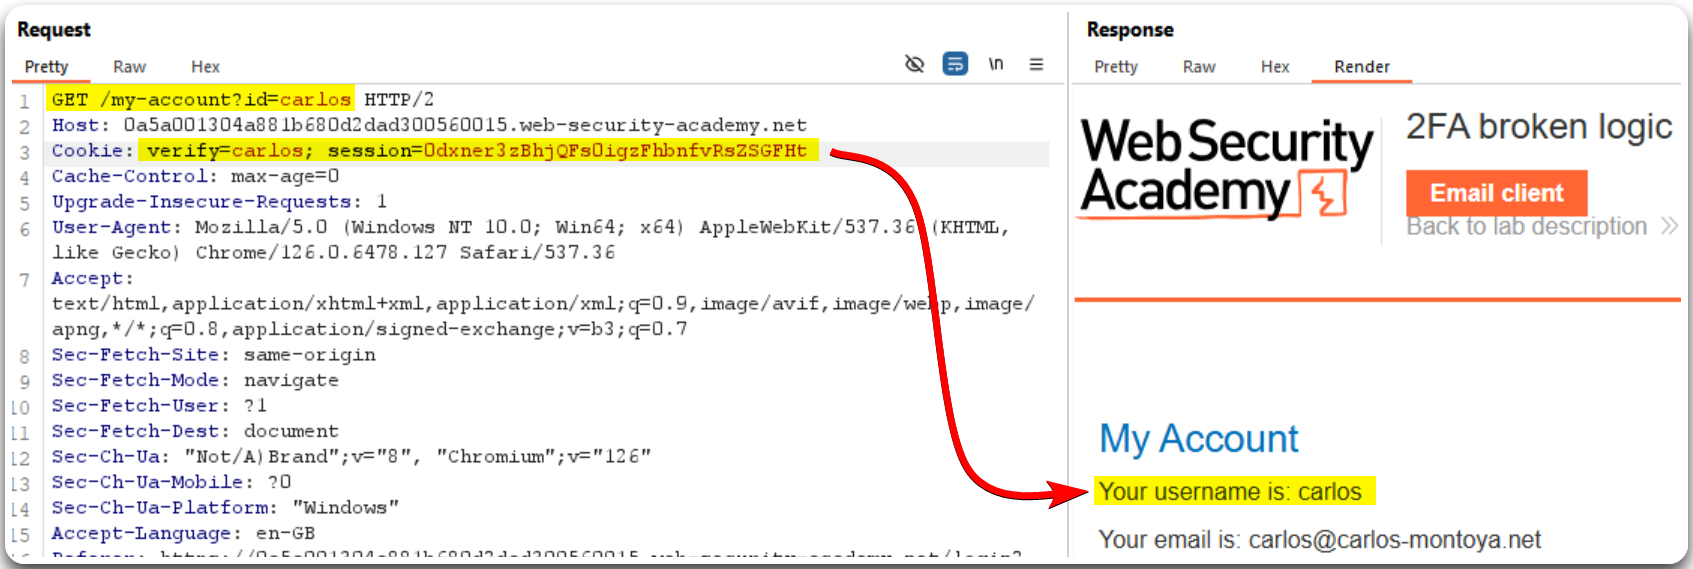 Request
Pretty Raw Hex
\n
1 GET /my-account?id=carlos HTTP/2
2 Host: 0a5a001304a881b680d2dad300560015.web-security-academy.net
3 Cookie: verify=carlos; session=0dxner3zBhjQFs0igzFhbnfvRsZSGFHt
4 Cache-Control: max-age=0
5 Upgrade-Insecure-Requests: 1
6 User-Agent: Mozilla/5.0 (Windows NT 10.0; Win64; x64) AppleWebKit/537.36 (KHTML,
like Gecko) Chrome/126.0.6478.127 Safari/537.36
7 Accept:
text/html,application/xhtml+xml,application/xml;q=0.9,image/avif,image/webp,image/
apng,*/*;q=0.8,application/signed-exchange;v=b3;q=0.7
8 Sec-Fetch-Site: same-origin
9 Sec-Fetch-Mode: navigate
10 Sec-Fetch-User: ?1
11 Sec-Fetch-Dest: document
12 Sec-Ch-Ua: "Not/A)Brand";v="8", "Chromium";v="126"
13 Sec-Ch-Ua-Mobile: ?0
14 Sec-Ch-Ua-Platform: "Windows"
15 Accept-Language: en-GB
Response
Pretty Raw Hex Render
Web Security
Academy
2FA broken logic
Email client
Back to lab description
My Account
Your username is: carlos
Your email is: carlos@carlos-montoya.net